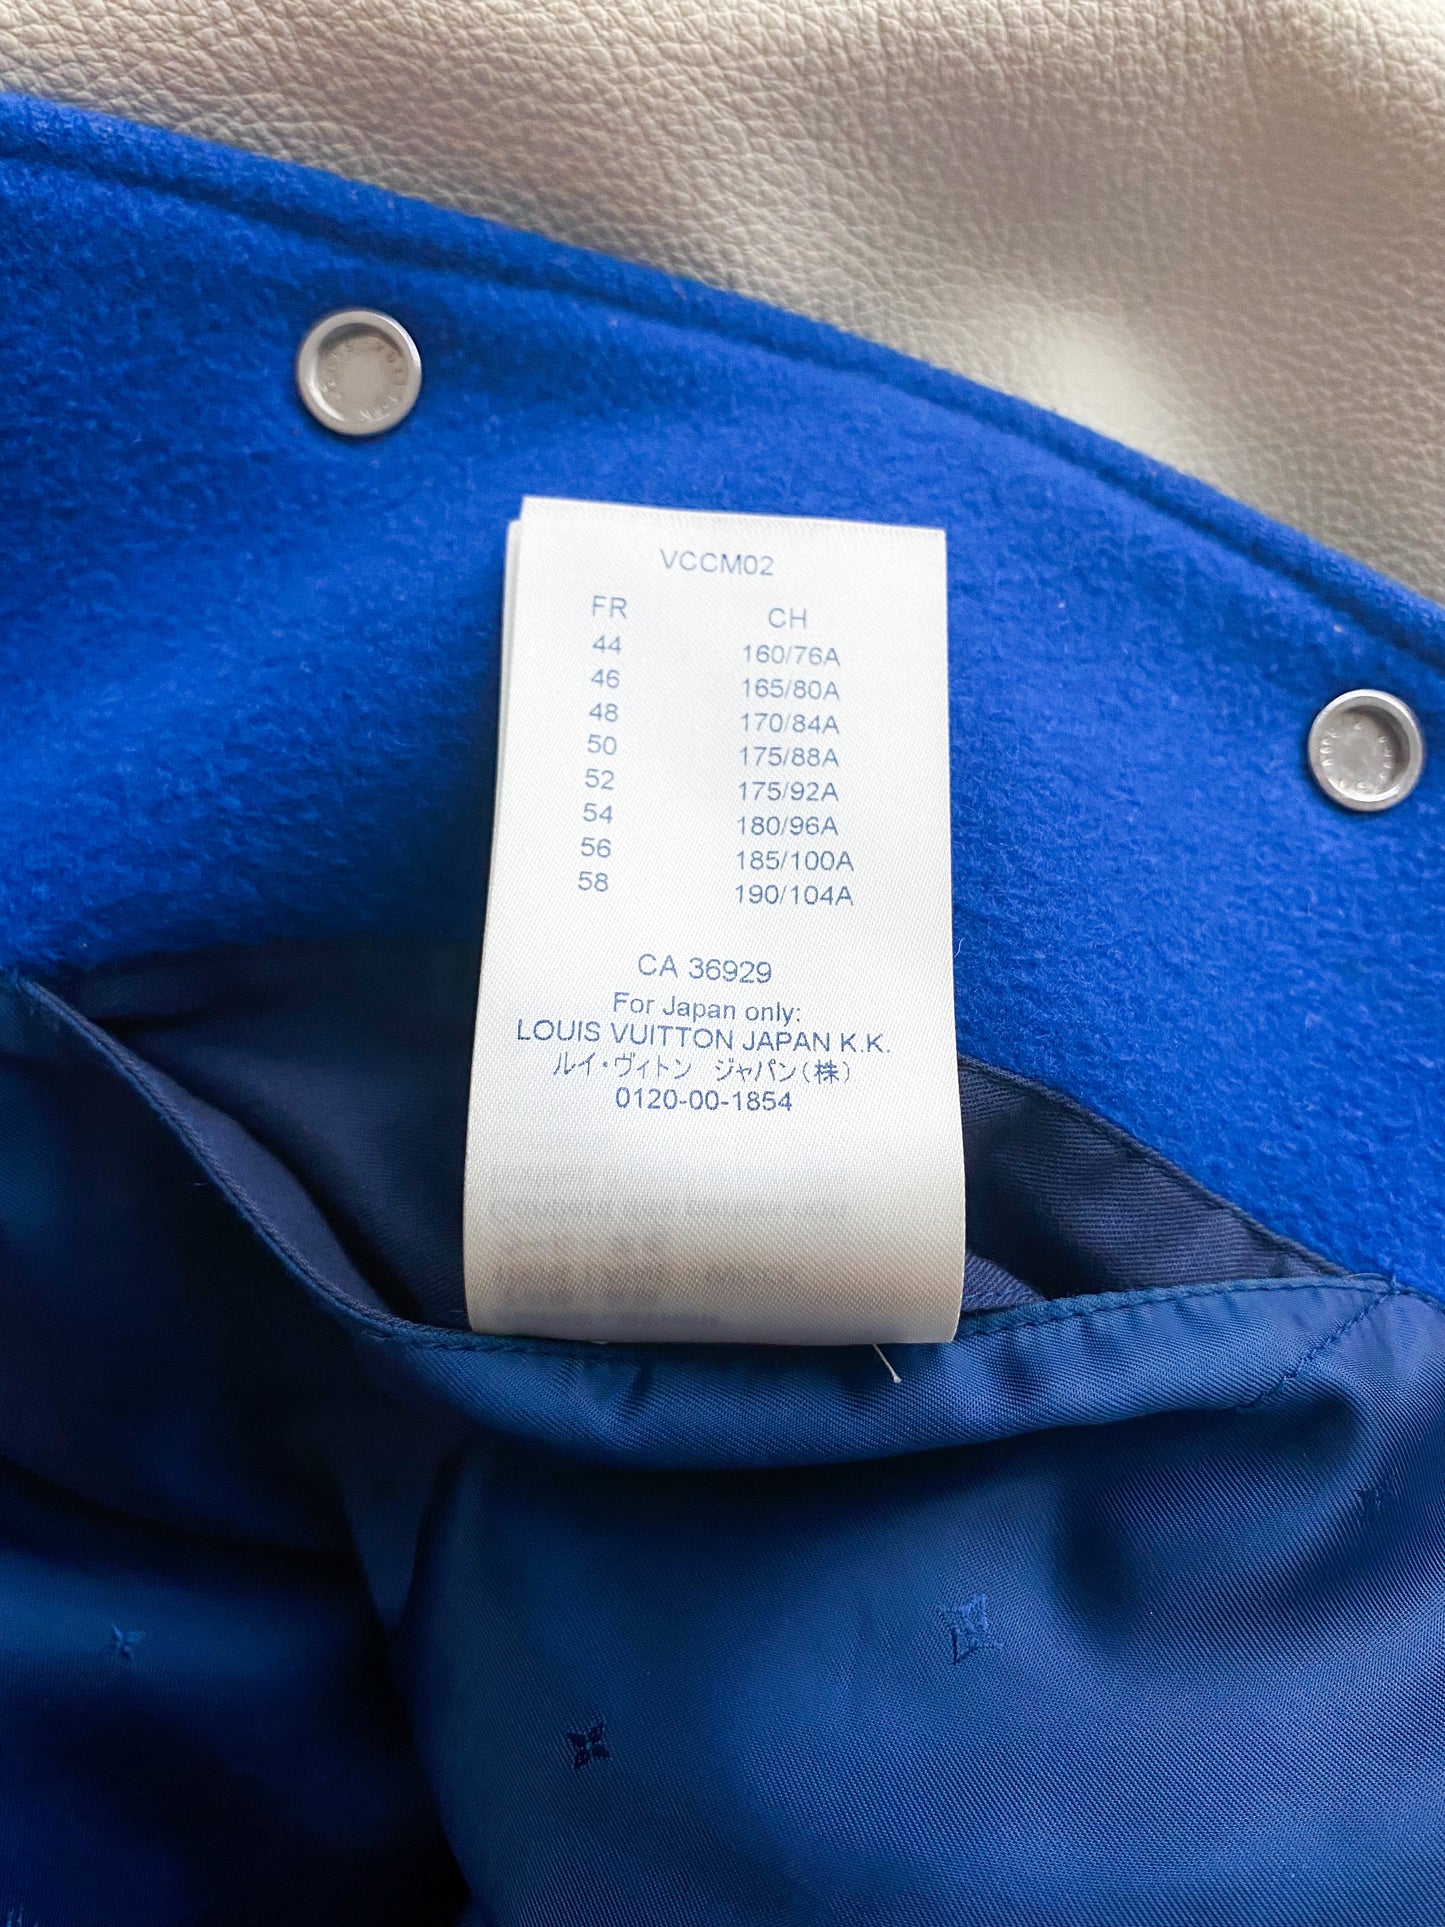 VCCM02
FR CH
44 160/76A
46 165/80A
48 170/84A
50 175/88A
52 175/92A
54 180/96A
56 185/100A
58 190/104A
CA 36929
For Japan only:
LOUIS VUITTON JAPAN K.K.
ルイ・ヴィトン ジャパン(株)
0120-00-1854